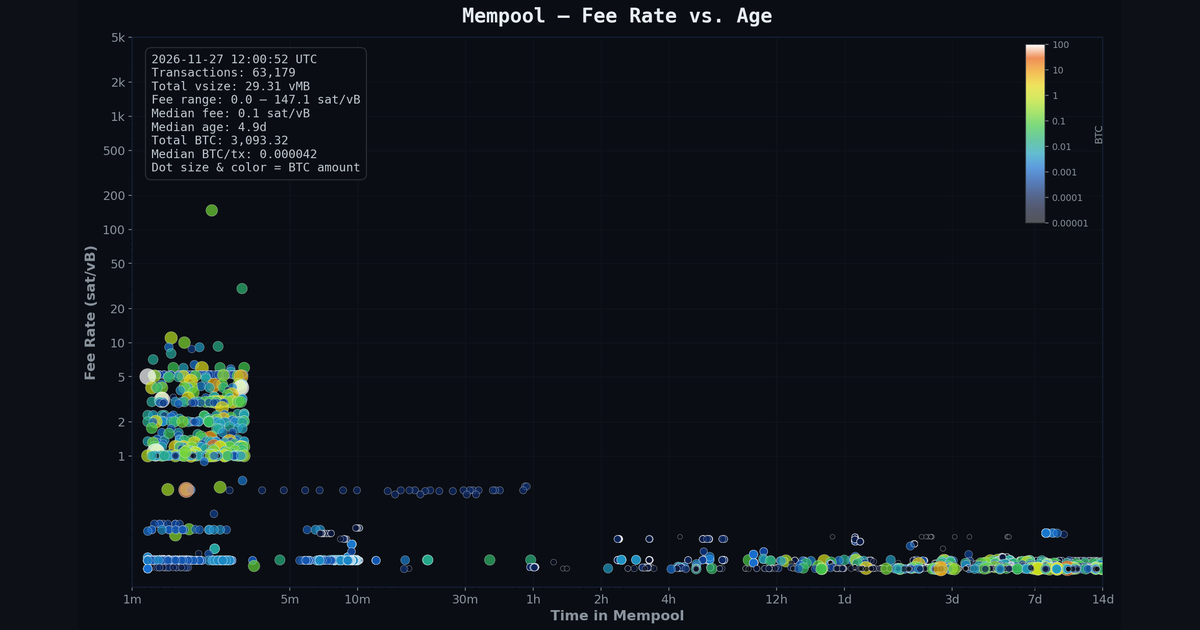 Mempool — Fee Rate vs. Age
2026-11-27 12:00:52 UTC
Transactions: 63,179
Total vsize: 29.31 vMB
Fee range: 0.0 – 147.1 sat/vB
Median fee: 0.1 sat/vB
Median age: 4.9d
Total BTC: 3,093.32
Median BTC/tx: 0.000042
Dot size & color = BTC amount
100
10
1
0.1
0.01
0.001
0.0001
0.00001
BTC
Fee Rate (sat/vB)
5k
2k
1k
500
200
100
50
20
10
5
2
1
1m 5m 10m 30m 1h 2h 4h 12h 1d 3d 7d 14d
Time in Mempool